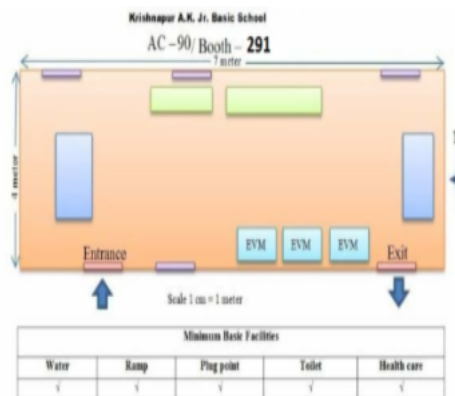 Krishnapur A.K. Jr. Basic School
AC -90/ Booth - 291
7 meter
4 meter
EVM EVM EVM
Entrance Exit
Scale 1 cm = 1 meter
Minimum Basic Facilities
Water Ramp Plug point Toilet Health care
√ √ √ √ √